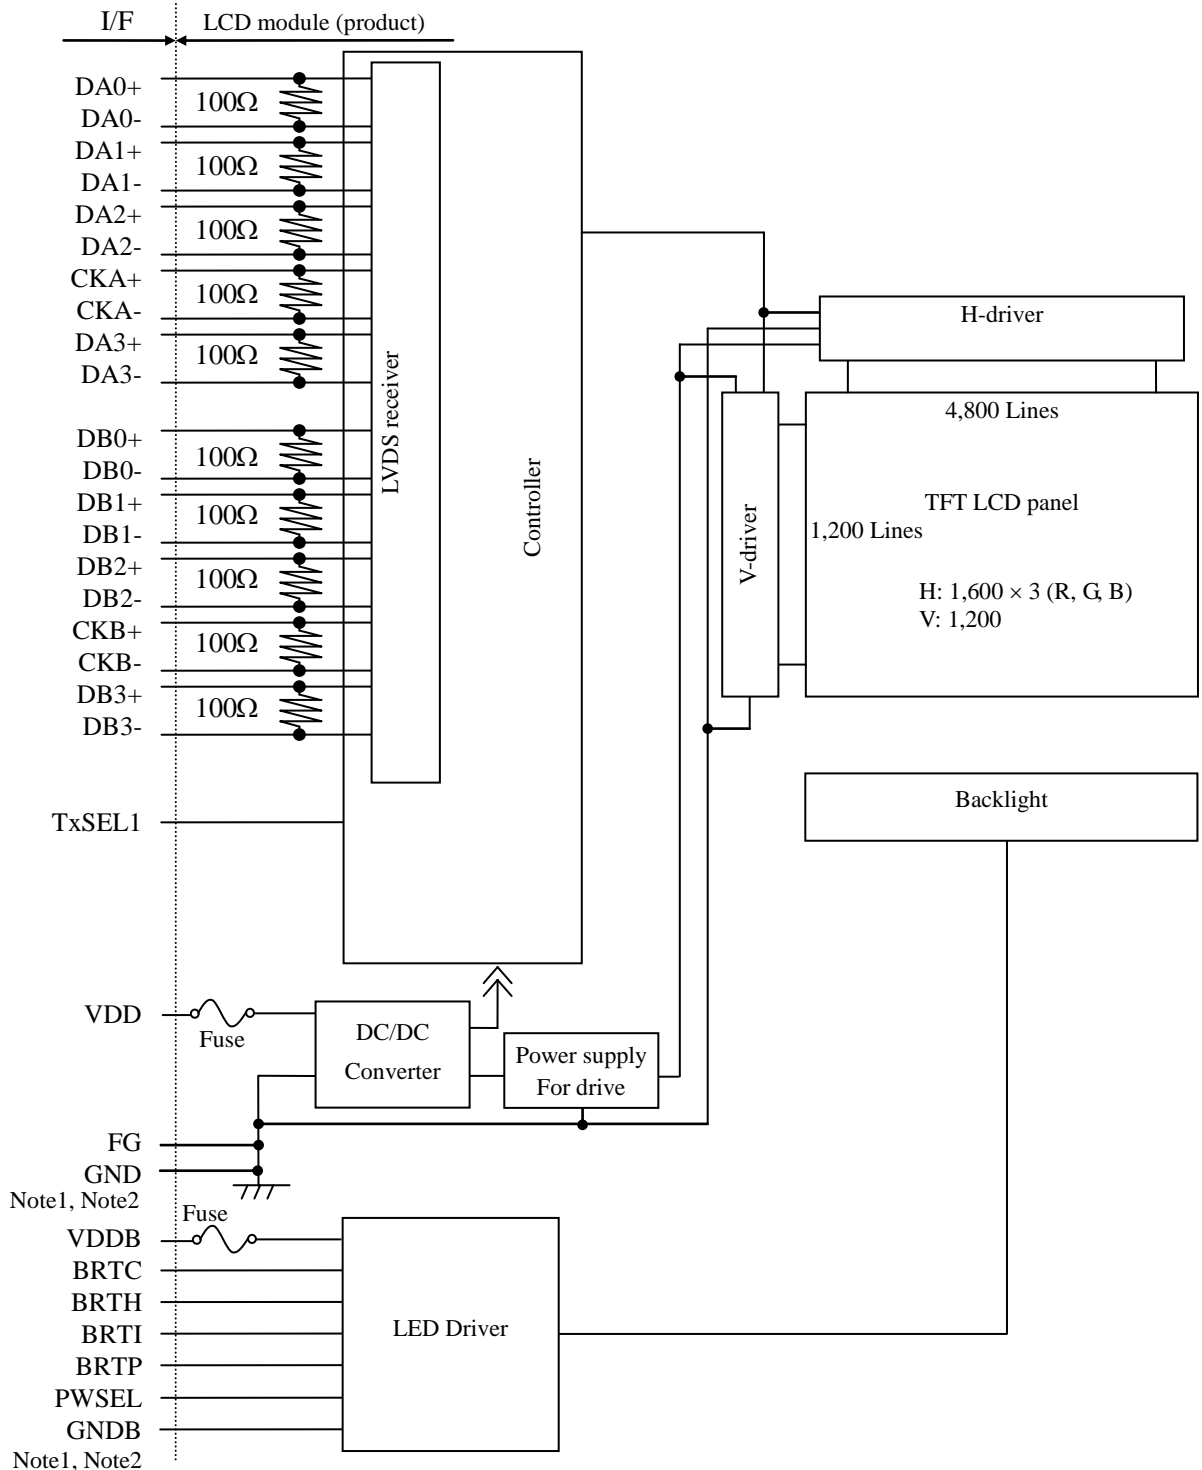 I/F
LCD module (product)
DA0+
100Ω
DA0-
DA1+
100Ω
DA1-
DA2+
100Ω
DA2-
CKA+
100Ω
CKA-
DA3+
100Ω
DA3-
DB0+
100Ω
DB0-
DB1+
100Ω
DB1-
DB2+
100Ω
DB2-
CKB+
100Ω
CKB-
DB3+
100Ω
DB3-
LVDS receiver
Controller
H-driver
4,800 Lines
V-driver
TFT LCD panel
1,200 Lines
H: 1,600 × 3 (R, G, B)
V: 1,200
Backlight
TxSEL1
VDD
Fuse
DC/DC
Converter
Power supply
For drive
FG
GND
Note1, Note2
Fuse
VDDB
BRTC
BRTH
BRTI
LED Driver
BRTP
PWSEL
GNDB
Note1, Note2